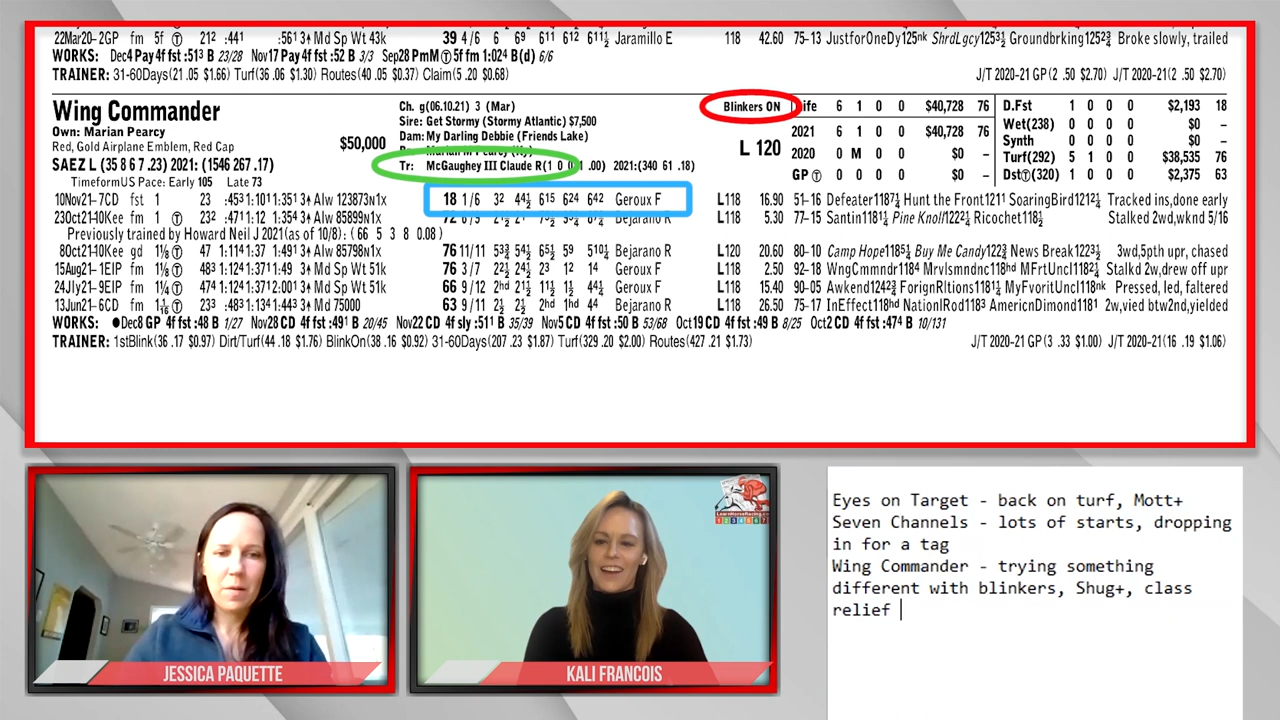 22Mar20- 2GP fm 5f Ⓣ 21² :44¹ :56¹ 3↑ Md Sp Wt 43k 39 4/6 6 6⁹ 6¹¹ 6¹² 6¹¹½ Jaramillo E 118 42.60 75-13 JustforOneDy125ⁿᵏ ShrdLgcy125³½ Groundbrking125²¾ Broke slowly, trailed
WORKS: Dec4 Pay 4f fst :51³ B 23/28 Nov17 Pay 4f fst :52 B 3/3 Sep28 PmM Ⓣ 5f fm 1:02⁴ B(d) 6/6
TRAINER: 31-60Days(21 .05 $1.66) Turf(36 .06 $1.30) Routes(40 .05 $0.37) Claim(5 .20 $0.68) J/T 2020-21 GP(2 .50 $2.70) J/T 2020-21(2 .50 $2.70)
Wing Commander
Own: Marian Pearcy
Red, Gold Airplane Emblem, Red Cap
SAEZ L (35 8 6 7 .23) 2021: (1546 267 .17)
$50,000
Ch. g(06.10.21) 3 (Mar)
Sire: Get Stormy (Stormy Atlantic) $7,500
Dam: My Darling Debbie (Friends Lake)
Tr: McGaughey III Claude R(1 0 0 1 .00) 2021:(340 61 .18)
Blinkers ON
L 120
Life 6 1 0 0 $40,728 76
2021 6 1 0 0 $40,728 76
2020 0 M 0 0 $0 –
GP Ⓣ 0 0 0 0 $0 –
D.Fst 1 0 0 0 $2,193 18
Wet(238) 0 0 0 0 $0 –
Synth 0 0 0 0 $0 –
Turf(292) 5 1 0 0 $38,535 76
DstⓉ(320) 1 0 0 0 $2,375 63
TimeformUS Pace: Early 105 Late 73
10Nov21- 7CD fst 1 23 :45³ 1:10¹ 1:35¹ 3↑ Alw 123873N1x 18 1/6 3² 4⁴½ 6¹⁵ 6²⁴ 6⁴² Geroux F L118 16.90 51-16 Defeater118⁷¼ Hunt the Front121¹ SoaringBird121²¼ Tracked ins,done early
23Oct21-10Kee fm 1 Ⓣ Alw 85899N1x Bejarano R L118 5.30 77-15 Santin118¹¼ Pine Knoll122²¼ Ricochet118½ Stalked 2wd,wknd 5/16
Previously trained by Howard Neil J 2021(as of 10/8): ( 66 5 3 8 0.08 )
8Oct21-10Kee gd 1⅛ Ⓣ 47 1:11⁴ 1:37 1:49¹ 3↑ Alw 85798N1x 76 11/11 5³¾ 5⁴½ 6⁵½ 5⁹ 5¹⁰¼ Bejarano R L120 20.60 80-10 Camp Hope118⁵¼ Buy Me Candy122¾ News Break122³½ 3wd,5th upr, chased
15Aug21- 1ElP fm 1⅛ Ⓣ 48³ 1:12⁴ 1:37¹ 1:49 3↑ Md Sp Wt 51k 76 3/7 2²½ 2⁴½ 2³ 1² 1⁴ Geroux F L118 2.50 92-18 WngCmmndr118⁴ Mrvlsmndnc118ʰᵈ MFrtUncl118²¼ Stalkd 2w,drew off upr
24Jly21- 9ElP fm 1¼ Ⓣ 47⁴ 1:12⁴ 1:37¹ 2:00¹ 3↑ Md Sp Wt 51k 66 9/12 2ʰᵈ 2¹½ 1¹½ 1½ 4⁴¼ Geroux F L118 15.40 90-05 Awkend124²¾ ForignRltions118¹½ MyFvoritUncl118ⁿᵏ Pressed, led, faltered
13Jun21- 6CD fm 1 1/16 Ⓣ 23³ :48³ 1:13⁴ 1:44³ 3↑ Md 75000 63 9/11 2½ 2½ 2ʰᵈ 1ʰᵈ 4⁴ Bejarano R L118 26.50 75-17 InEffect118ʰᵈ NationlRod118³ AmericnDimond118¹ 2w,vied btw2nd,yielded
WORKS: ●Dec8 GP 4f fst :48 B 1/27 Nov28 CD 4f fst :49¹ B 20/45 Nov22 CD 4f sly :51¹ B 35/39 Nov5 CD 4f fst :50 B 53/68 Oct19 CD 4f fst :49 B 8/25 Oct2 CD 4f fst :47⁴ B 10/131
TRAINER: 1stBlink(36 .17 $0.97) Dirt/Turf(44 .18 $1.76) BlinkOn(38 .16 $0.92) 31-60Days(207 .23 $1.87) Turf(329 .20 $2.00) Routes(427 .21 $1.73) J/T 2020-21 GP(3 .33 $1.00) J/T 2020-21(16 .19 $1.06)
JESSICA PAQUETTE
KALI FRANCOIS
1 2 3 4 5 6 7
Eyes on Target - back on turf, Mott+
Seven Channels - lots of starts, dropping
in for a tag
Wing Commander - trying something
different with blinkers, Shug+, class
relief